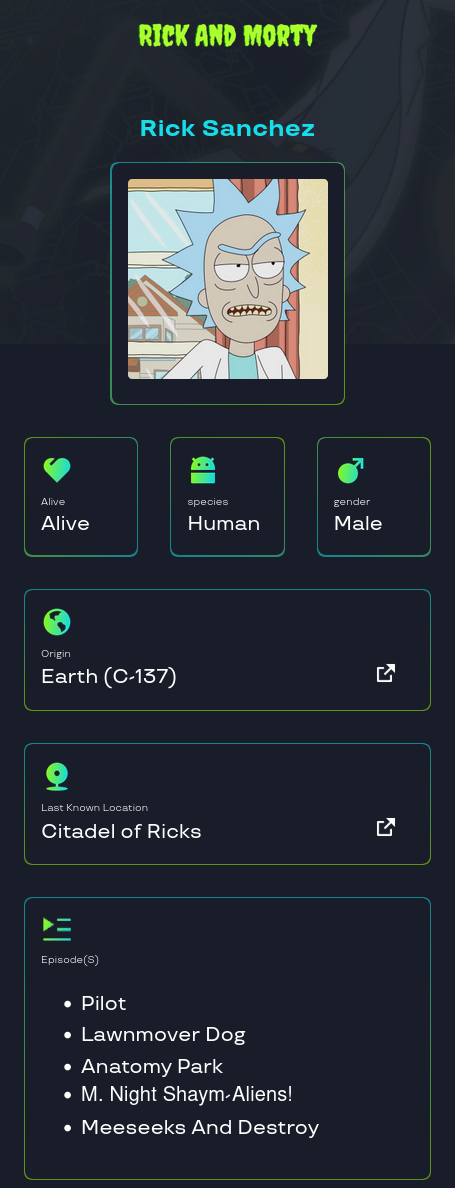 RICK AND MORTY
Rick Sanchez
Alive
Alive
species
Human
gender
Male
Origin
Earth (C-137)
Last Known Location
Citadel of Ricks
Episode(S)
• Pilot
• Lawnmover Dog
• Anatomy Park
• M. Night Shaym-Aliens!
• Meeseeks And Destroy